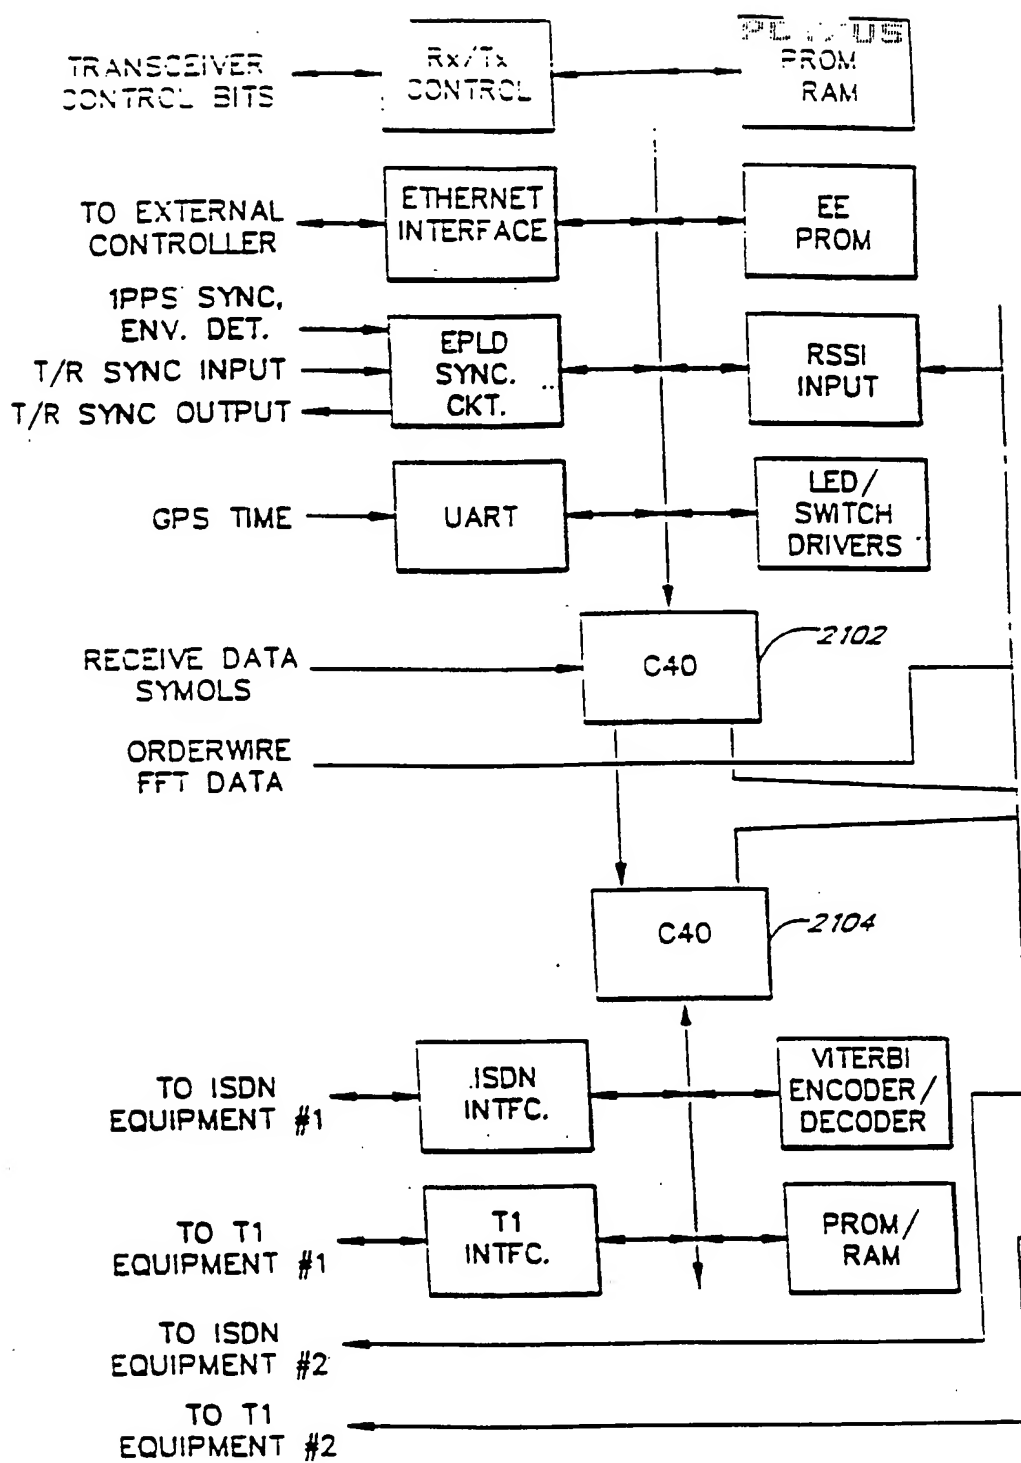 TRANSCEIVER
CONTROL BITS
Rx/Tx
CONTROL
PROM
RAM
TO EXTERNAL
CONTROLLER
ETHERNET
INTERFACE
EE
PROM
1PPS SYNC,
ENV. DET.
T/R SYNC INPUT
T/R SYNC OUTPUT
EPLD
SYNC.
CKT.
RSSI
INPUT
GPS TIME
UART
LED/
SWITCH
DRIVERS
RECEIVE DATA
SYMOLS
C40
2102
ORDERWIRE
FFT DATA
C40
2104
TO ISDN
EQUIPMENT #1
ISDN
INTFC.
VITERBI
ENCODER/
DECODER
TO T1
EQUIPMENT #1
T1
INTFC.
PROM/
RAM
TO ISDN
EQUIPMENT #2
TO T1
EQUIPMENT #2